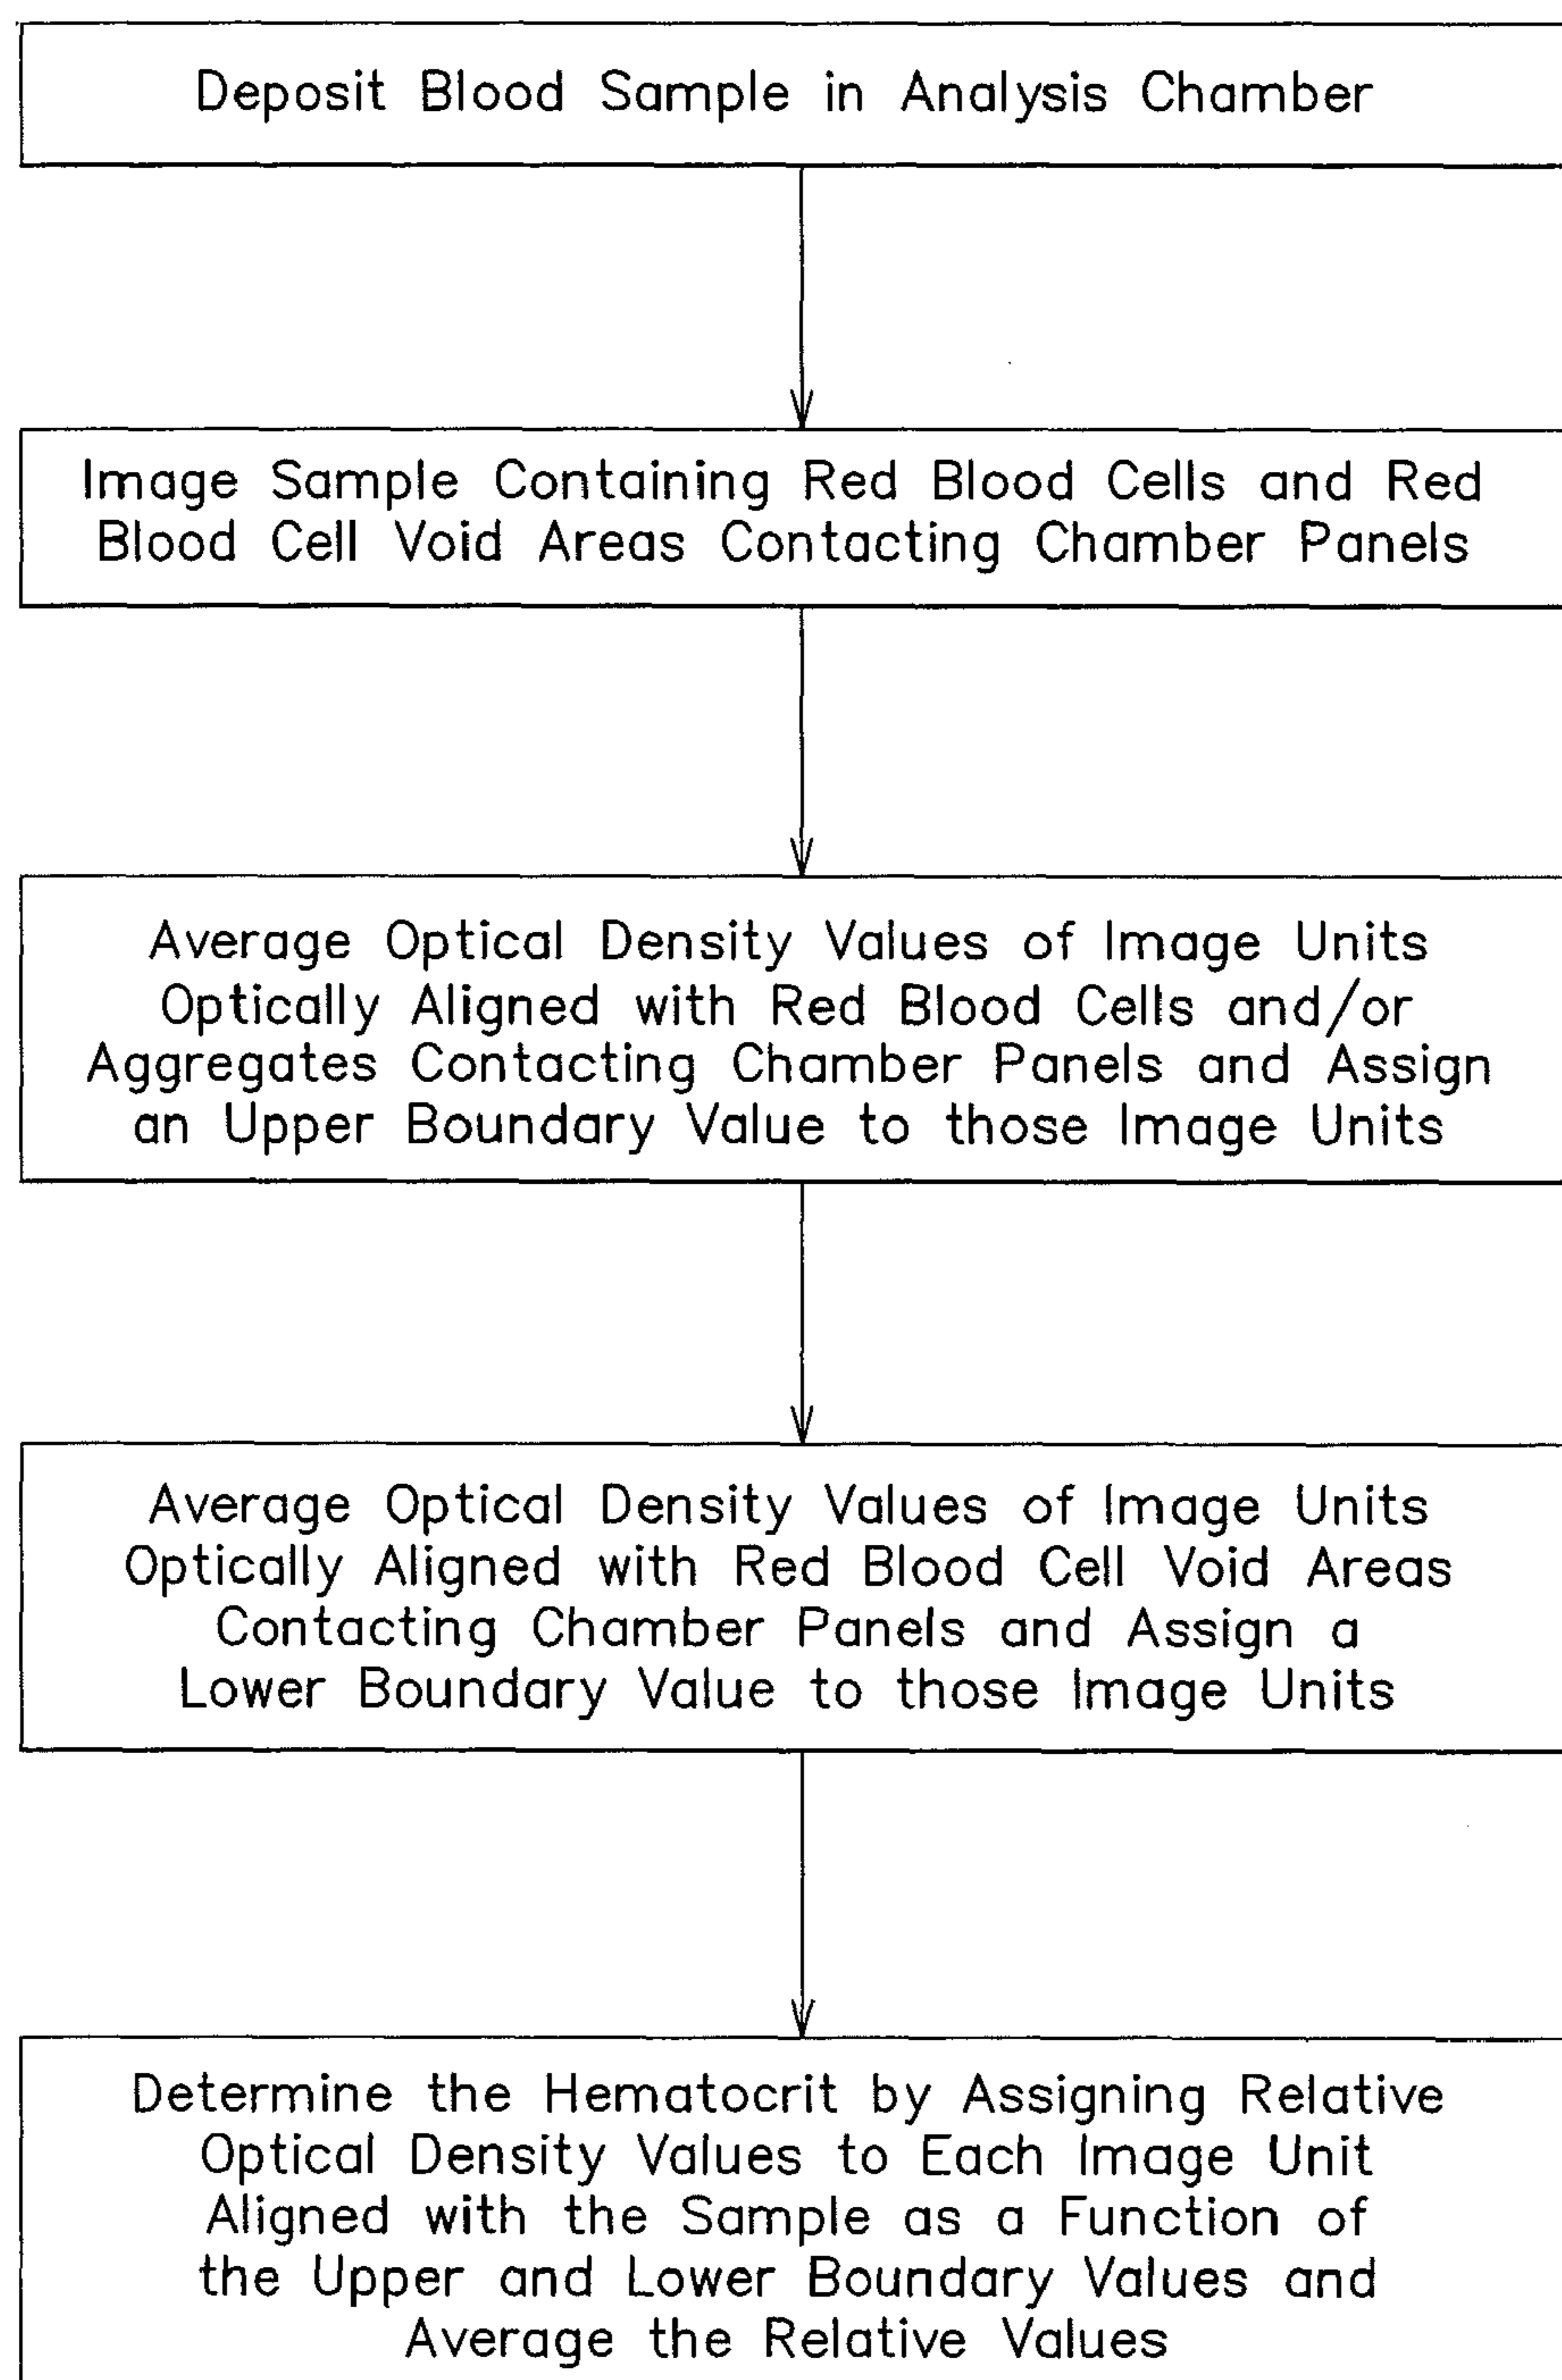 Deposit Blood Sample in Analysis Chamber
Image Sample Containing Red Blood Cells and Red
Blood Cell Void Areas Contacting Chamber Panels
Average Optical Density Values of Image Units
Optically Aligned with Red Blood Cells and/or
Aggregates Contacting Chamber Panels and Assign
an Upper Boundary Value to those Image Units
Average Optical Density Values of Image Units
Optically Aligned with Red Blood Cell Void Areas
Contacting Chamber Panels and Assign a
Lower Boundary Value to those Image Units
Determine the Hematocrit by Assigning Relative
Optical Density Values to Each Image Unit
Aligned with the Sample as a Function of
the Upper and Lower Boundary Values and
Average the Relative Values